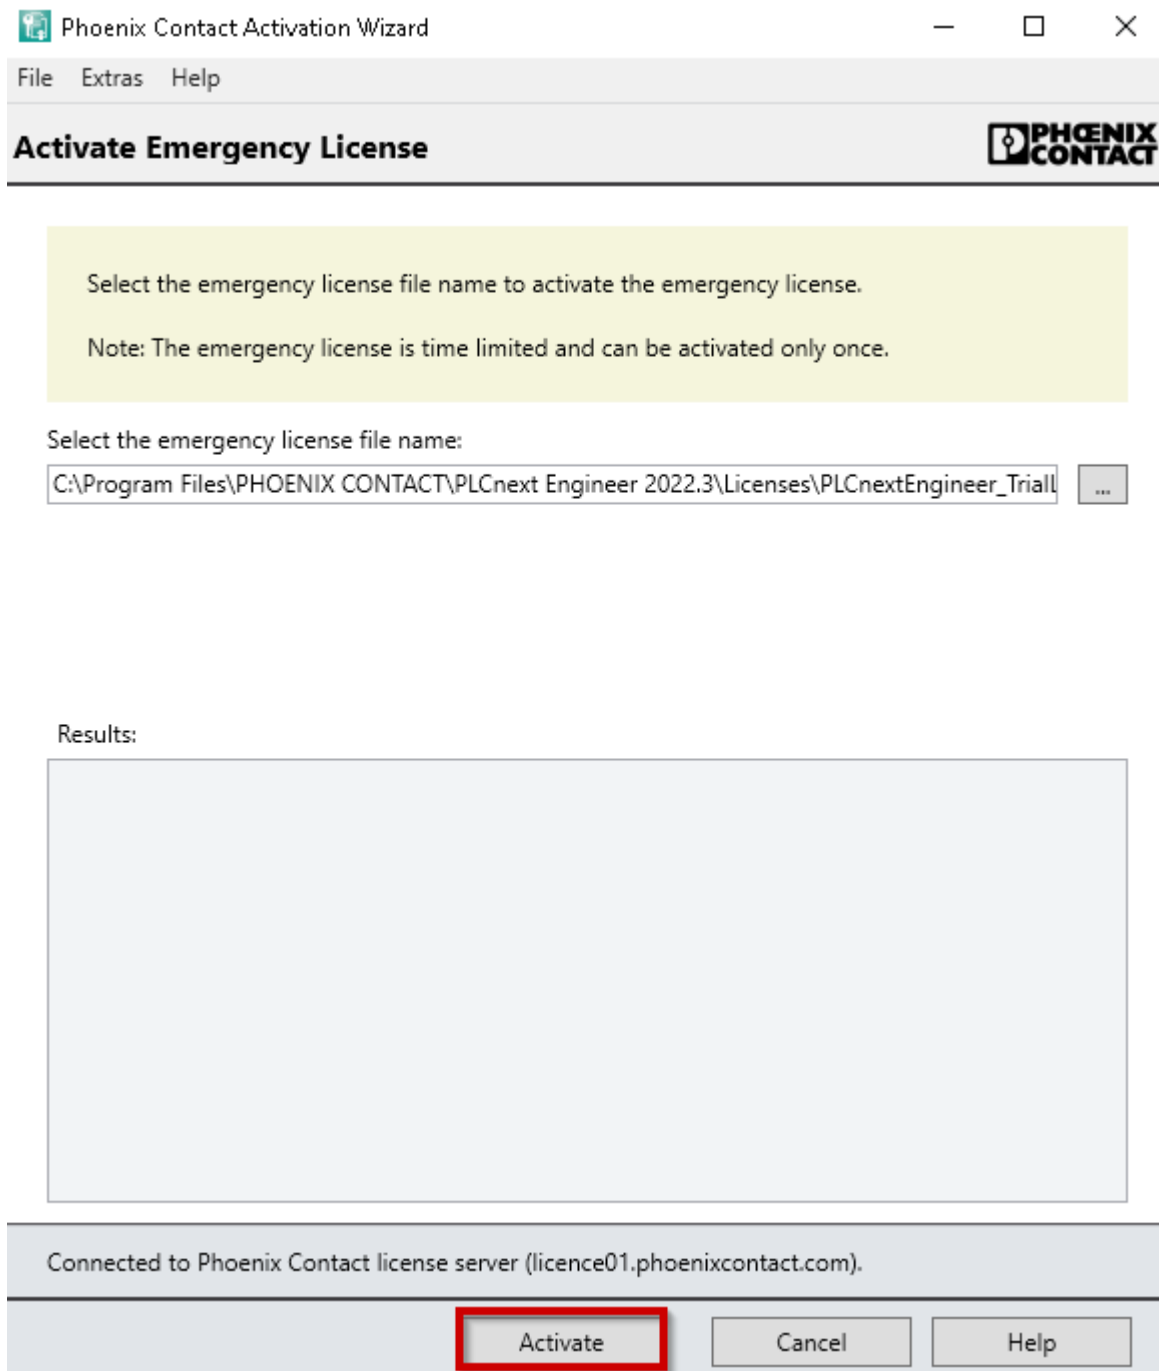 Phoenix Contact Activation Wizard
File Extras Help
Activate Emergency License
PHŒNIX
CONTACT
Select the emergency license file name to activate the emergency license.
Note: The emergency license is time limited and can be activated only once.
Select the emergency license file name:
C:\Program Files\PHOENIX CONTACT\PLCnext Engineer 2022.3\Licenses\PLCnextEngineer_TrialL
...
Results:
Connected to Phoenix Contact license server (licence01.phoenixcontact.com).
Activate Cancel Help